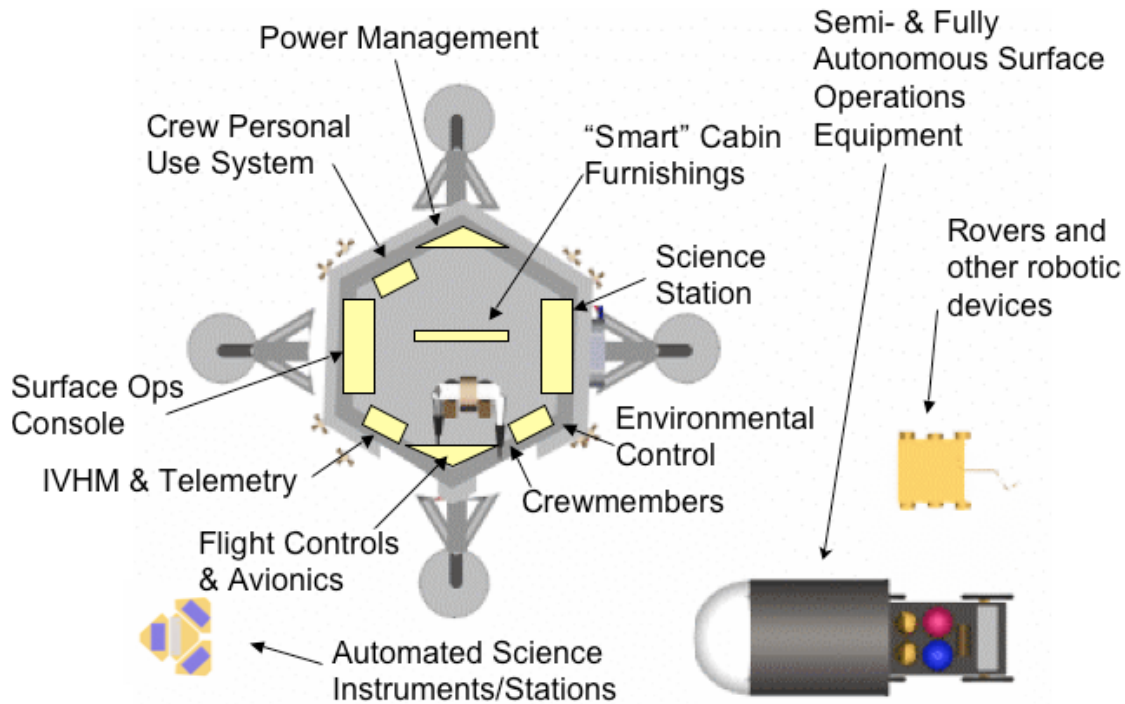 Power Management
Crew Personal
Use System
“Smart” Cabin
Furnishings
Semi- & Fully
Autonomous Surface
Operations
Equipment
Science
Station
Rovers and
other robotic
devices
Surface Ops
Console
IVHM & Telemetry
Environmental
Control
Crewmembers
Flight Controls
& Avionics
Automated Science
Instruments/Stations